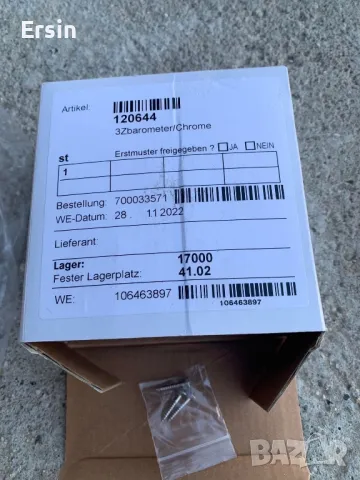 Ersin
Artikel:
120644
3Zbarometer/Chrome
st
Erstmuster freigegeben ? JA NEIN
1
Bestellung: 700033571
WE-Datum: 28. 11 2022
Lieferant:
Lager: 17000
Fester Lagerplatz: 41.02
WE: 106463897
106463897
BAZAR